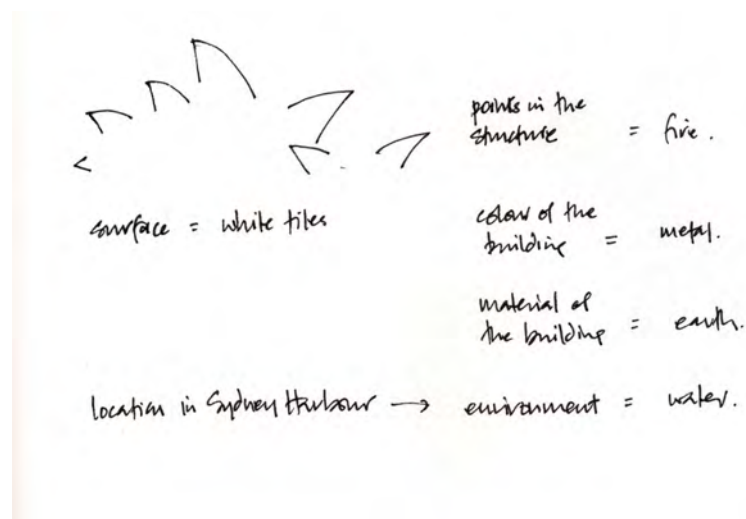 points in the
structure = fire.
surface = white tiles
colour of the
building = metal.
material of
the building = earth.
location in Sydney Harbour → environment = water.